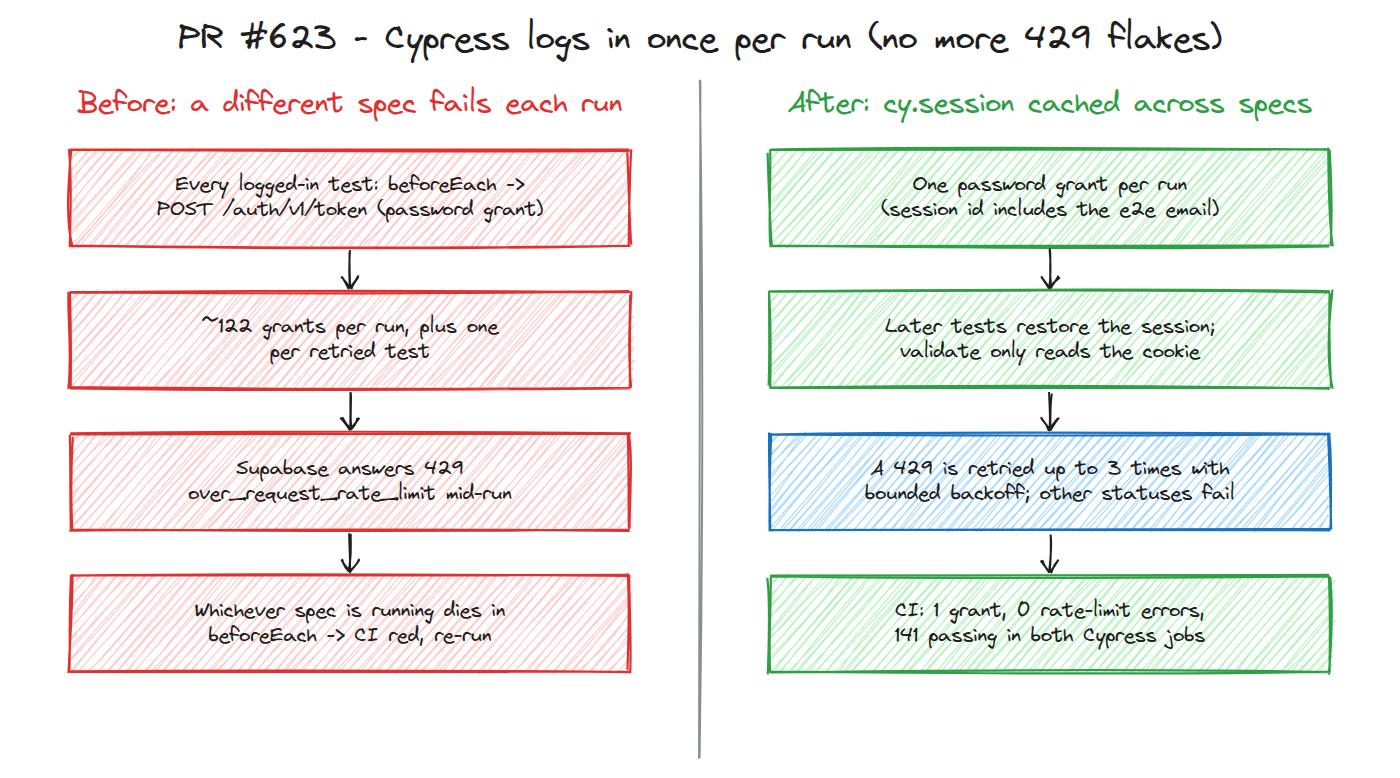 PR #623 - Cypress logs in once per run (no more 429 flakes)
Before: a different spec fails each run
Every logged-in test: beforeEach ->
POST /auth/v1/token (password grant)
~122 grants per run, plus one
per retried test
Supabase answers 429
over_request_rate_limit mid-run
Whichever spec is running dies in
beforeEach -> CI red, re-run
After: cy.session cached across specs
One password grant per run
(session id includes the e2e email)
Later tests restore the session;
validate only reads the cookie
A 429 is retried up to 3 times with
bounded backoff; other statuses fail
CI: 1 grant, 0 rate-limit errors,
141 passing in both Cypress jobs